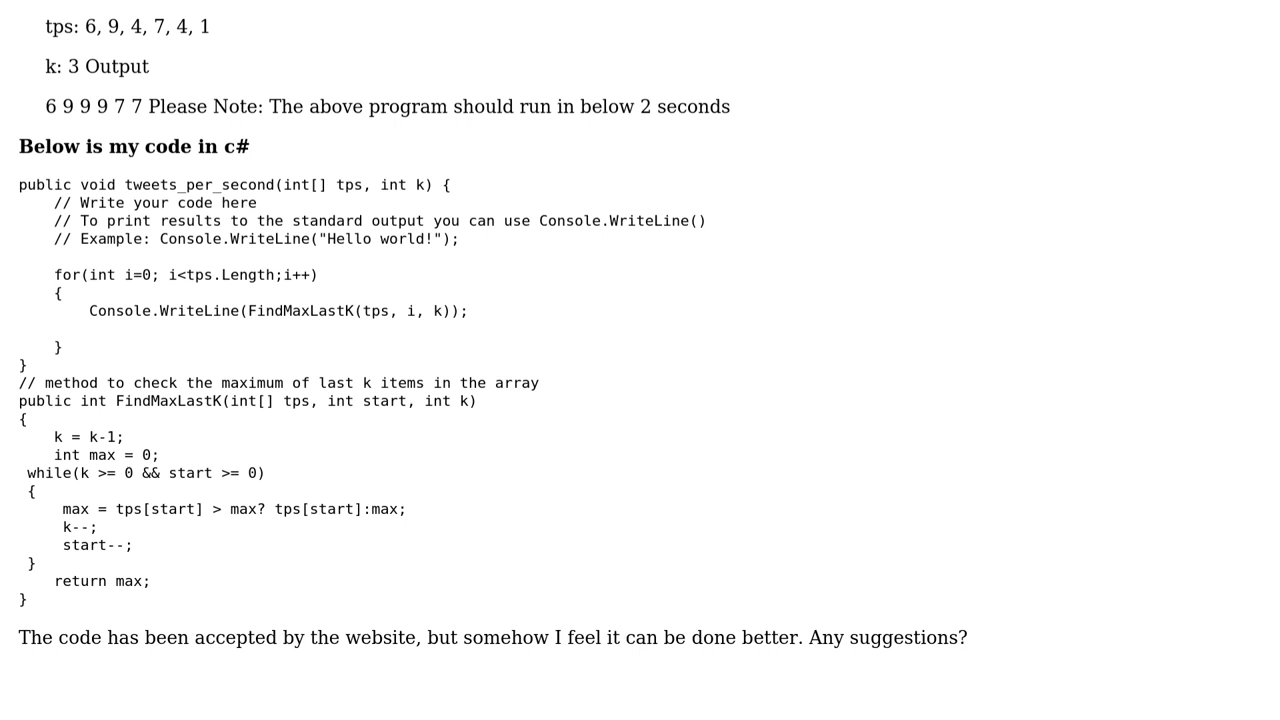 tps: 6, 9, 4, 7, 4, 1
k: 3 Output
6 9 9 9 7 7 Please Note: The above program should run in below 2 seconds
Below is my code in c#
public void tweets_per_second(int[] tps, int k) {
    // Write your code here
    // To print results to the standard output you can use Console.WriteLine()
    // Example: Console.WriteLine("Hello world!");
    for(int i=0; i<tps.Length;i++)
    {
        Console.WriteLine(FindMaxLastK(tps, i, k));
    }
}
// method to check the maximum of last k items in the array
public int FindMaxLastK(int[] tps, int start, int k)
{
    k = k-1;
    int max = 0;
 while(k >= 0 && start >= 0)
 {
     max = tps[start] > max? tps[start]:max;
     k--;
     start--;
 }
    return max;
}
The code has been accepted by the website, but somehow I feel it can be done better. Any suggestions?